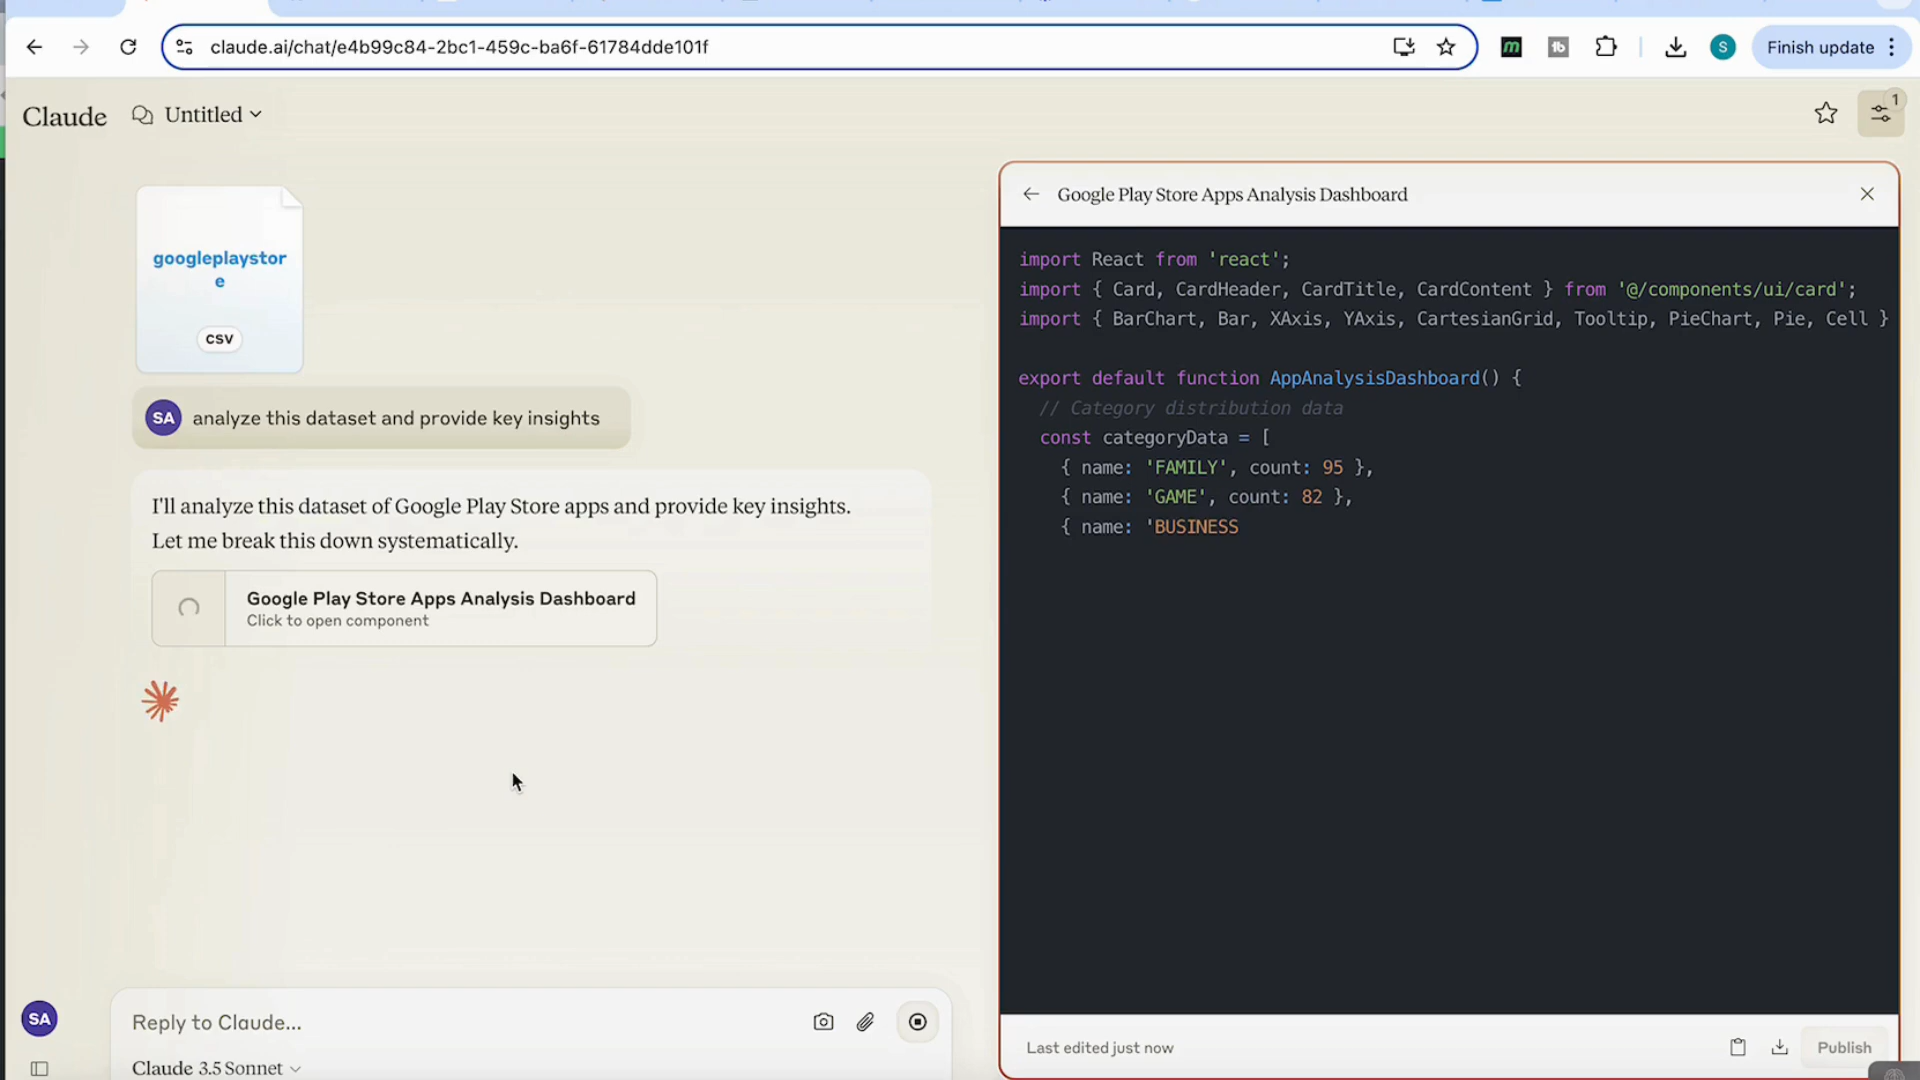 claude.ai/chat/e4b99c84-2bc1-459c-ba6f-61784dde101f
S
Finish update
Claude
Untitled
1
googleplaystor
e
CSV
SA
analyze this dataset and provide key insights
I'll analyze this dataset of Google Play Store apps and provide key insights.
Let me break this down systematically.
Google Play Store Apps Analysis Dashboard
Click to open component
SA
Reply to Claude...
Claude 3.5 Sonnet
Google Play Store Apps Analysis Dashboard
import React from 'react';
import { Card, CardHeader, CardTitle, CardContent } from '@/components/ui/card';
import { BarChart, Bar, XAxis, YAxis, CartesianGrid, Tooltip, PieChart, Pie, Cell }
export default function AppAnalysisDashboard() {
// Category distribution data
const categoryData = [
{ name: 'FAMILY', count: 95 },
{ name: 'GAME', count: 82 },
{ name: 'BUSINESS
Last edited just now
Publish